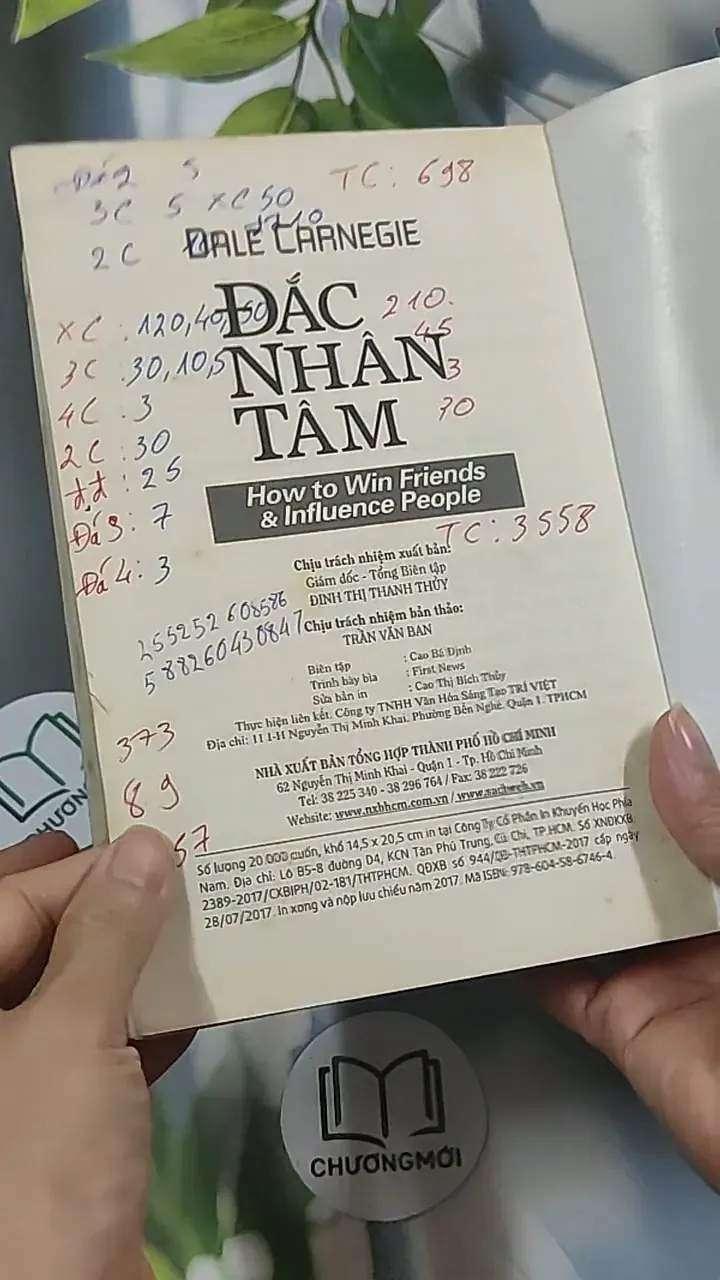 5
TC: 698
3C 5 XC 50
2C
DALE CARNEGIE
XC : 120,40,50
210.
ĐẮC
45
3C : 30,10,5
NHÂN
3
4C : 3
70
TÂM
2C : 30
đ.đ : 25
How to Win Friends
& Influence People
Đá 3: 7
TC: 3558
Đá 4: 3
Chịu trách nhiệm xuất bản:
Giám đốc - Tổng Biên tập
ĐINH THỊ THANH THỦY
Chịu trách nhiệm bản thảo:
TRẦN VĂN BAN
255252 608586
588260430847
Biên tập : Cao Bá Định
Trình bày bìa : First News
Sửa bản in : Cao Thị Bích Thủy
Thực hiện liên kết. Công ty TNHH Văn Hóa Sáng Tạo TRÍ VIỆT
Địa chỉ: 11 1-H Nguyễn Thị Minh Khai. Phường Bến Nghé. Quận 1. TPHCM
NHÀ XUẤT BẢN TỔNG HỢP THÀNH PHỐ HỒ CHÍ MINH
62 Nguyễn Thị Minh Khai - Quận 1 - Tp. Hồ Chí Minh
Tel: 38 225 340 - 38 296 764 / Fax: 38 222 726
Website: www.nxbhcm.com.vn / www.sachweb.vn
373
89
57
Số lượng 20 000 cuốn, khổ 14,5 x 20,5 cm in tại Công Ty Cổ Phần In Khuyến Học Phía
Nam. Địa chỉ: Lô B5-8 đường D4, KCN Tân Phú Trung, Củ Chi, TP.HCM. Số XNĐKXB
2389-2017/CXBIPH/02-181/THTPHCM. QĐXB số 944/QĐ-THTPHCM-2017 cấp ngày
28/07/2017. In xong và nộp lưu chiểu năm 2017. Mã ISBN: 978-604-58-6746-4.
CHƯƠNGMỚI